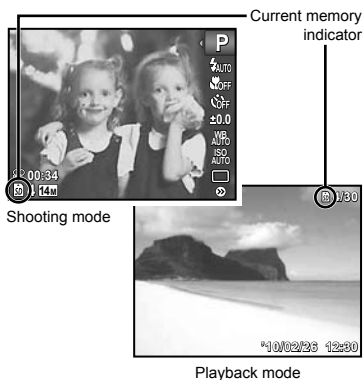 Current memory
indicator
P
AUTO
OFF
OFF
±0.0
WB
AUTO
ISO
AUTO
00:34
SD 14M
Shooting mode
1/30
'10/02/26 12:30
Playback mode